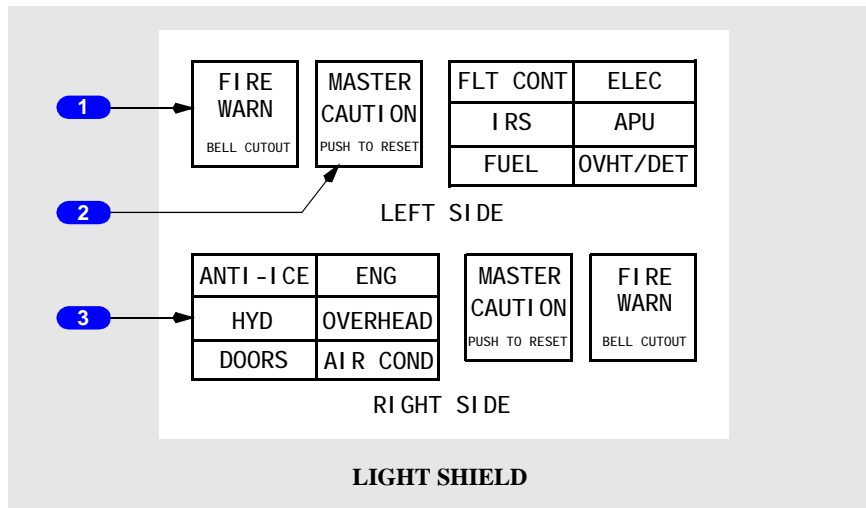 FIRE
WARN
BELL CUTOUT
MASTER
CAUTION
PUSH TO RESET
FLT CONT ELEC
IRS APU
FUEL OVHT/DET
1
2
LEFT SIDE
ANTI-ICE ENG
HYD OVERHEAD
DOORS AIR COND
3
MASTER
CAUTION
PUSH TO RESET
FIRE
WARN
BELL CUTOUT
RIGHT SIDE
LIGHT SHIELD